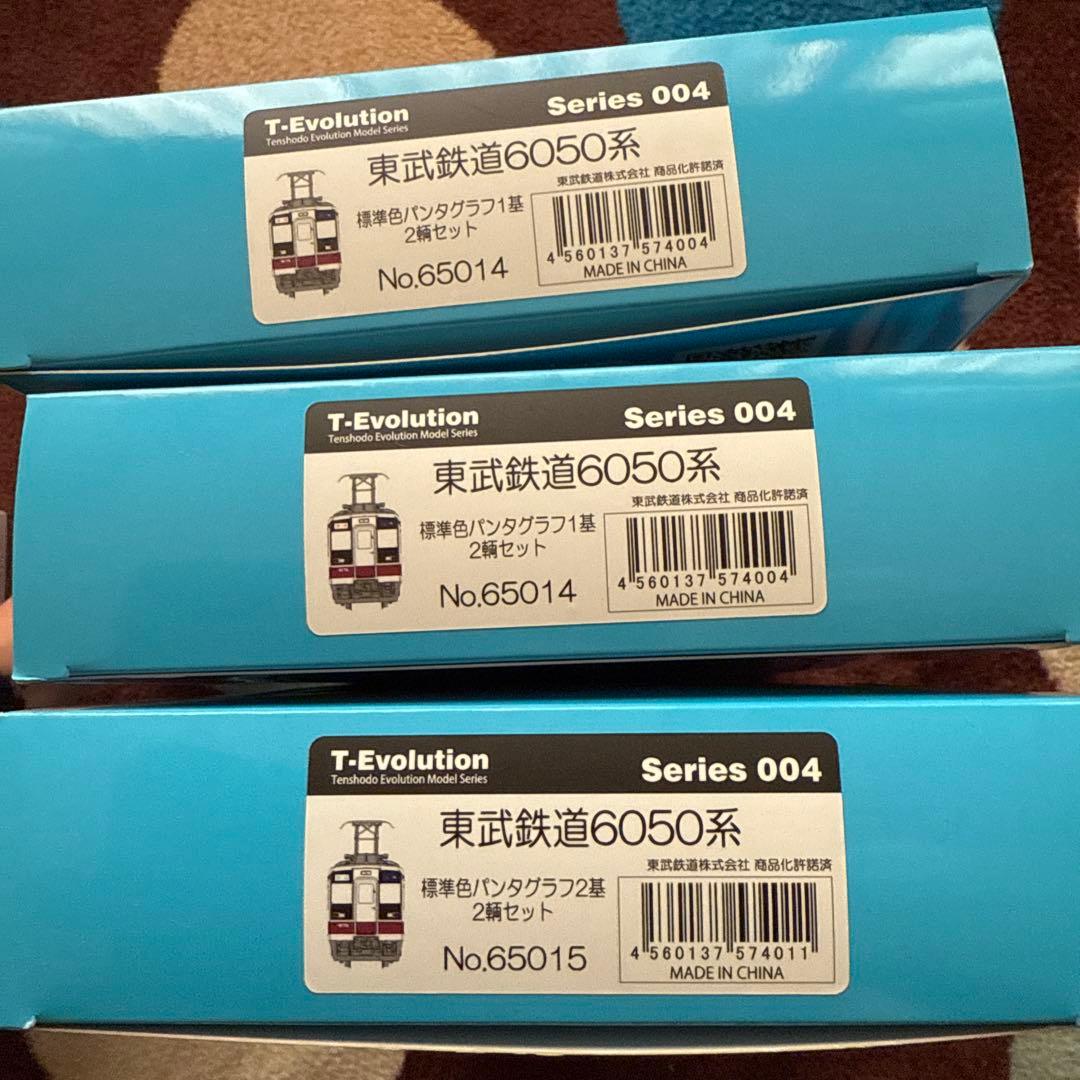 T-Evolution
Tenshodo Evolution Model Series
Series 004
東武鉄道6050系
東武鉄道株式会社 商品化許諾済
標準色パンタグラフ1基
2輌セット
No.65014
4 560137 574004
MADE IN CHINA
T-Evolution
Tenshodo Evolution Model Series
Series 004
東武鉄道6050系
東武鉄道株式会社 商品化許諾済
標準色パンタグラフ1基
2輌セット
No.65014
4 560137 574004
MADE IN CHINA
T-Evolution
Tenshodo Evolution Model Series
Series 004
東武鉄道6050系
東武鉄道株式会社 商品化許諾済
標準色パンタグラフ2基
2輌セット
No.65015
4 560137 574011
MADE IN CHINA